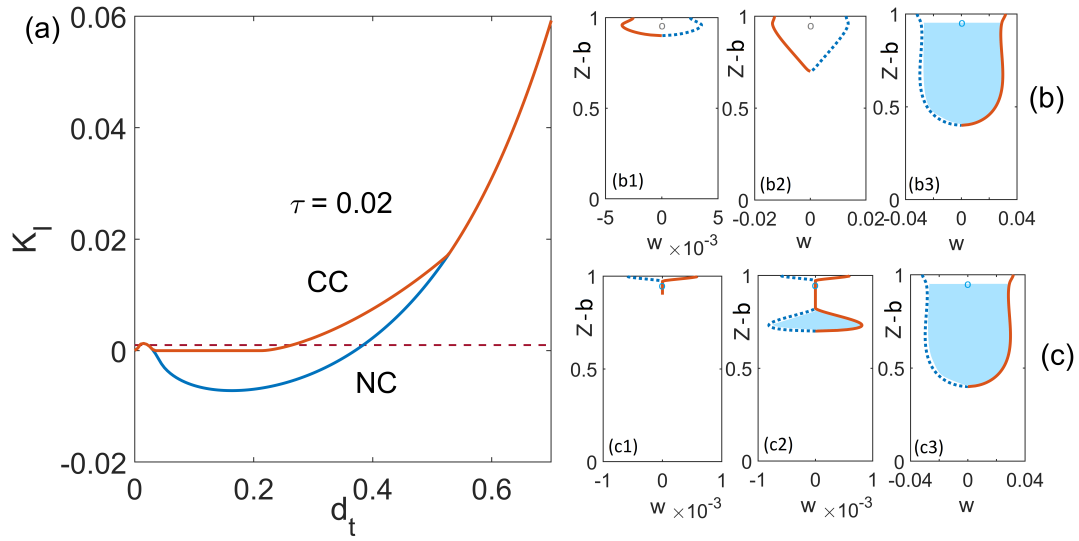 (a)
0.06
0.04
0.02
0
-0.02
K_I
τ = 0.02
CC
NC
0 0.2 0.4 0.6
d_t
1
0.5
0
Z-b
(b1)
-5 0 5
w ×10^-3
1
0.5
0
Z-b
(b2)
-0.02 0 0.02
w
1
0.5
0
Z-b
(b3)
-0.04 0 0.04
w
(b)
1
0.5
0
Z-b
(c1)
-1 0 1
w ×10^-3
1
0.5
0
Z-b
(c2)
-1 0 1
w ×10^-3
1
0.5
0
Z-b
(c3)
-0.04 0 0.04
w
(c)